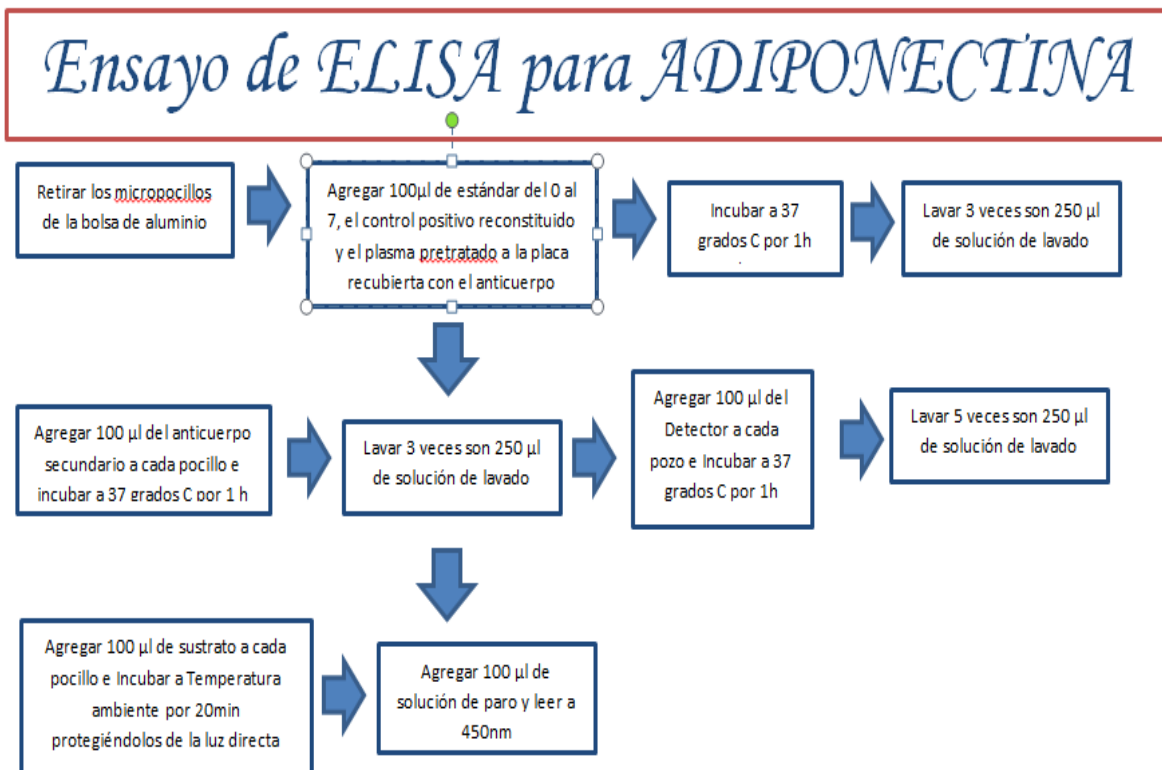 Ensayo de ELISA para ADIPONECTINA
Retirar los micropocillos
de la bolsa de aluminio
Agregar 100µl de estándar del 0 al
7, el control positivo reconstituido
y el plasma pretratado a la placa
recubierta con el anticuerpo
Incubar a 37
grados C por 1h
.
Lavar 3 veces son 250 µl
de solución de lavado
Agregar 100 µl del anticuerpo
secundario a cada pocillo e
incubar a 37 grados C por 1 h
Lavar 3 veces son 250 µl
de solución de lavado
Agregar 100 µl del
Detector a cada
pozo e Incubar a 37
grados C por 1h
Lavar 5 veces son 250 µl
de solución de lavado
Agregar 100 µl de sustrato a cada
pocillo e Incubar a Temperatura
ambiente por 20min
protegiéndolos de la luz directa
Agregar 100 µl de
solución de paro y leer a
450nm